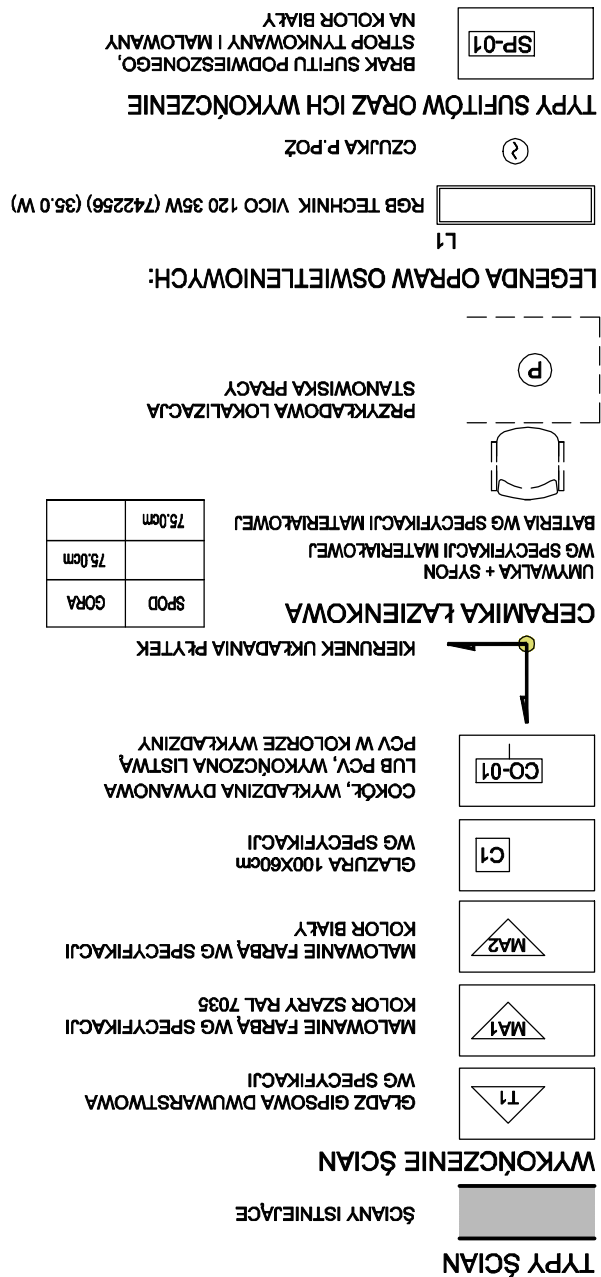 TYPY ŚCIAN
ŚCIANY ISTNIEJĄCE
WYKOŃCZENIE ŚCIAN
T1
GŁADZ GIPSOWA DWUWARSTWOWA
WG SPECYFIKACJI
MA1
MALOWANIE FARBĄ WG SPECYFIKACJI
KOLOR SZARY RAL 7035
MA2
MALOWANIE FARBĄ WG SPECYFIKACJI
KOLOR BIAŁY
C1
GLAZURA 100X60cm
WG SPECYFIKACJI
CO-01
COKÓŁ, WYKŁADZINA DYWANOWA
LUB PCV, WYKOŃCZONA LISTWĄ
PCV W KOLORZE WYKŁADZINY
KIERUNEK UKŁADANIA PŁYTEK
CERAMIKA ŁAZIENKOWA
UMYWALKA + SYFON
WG SPECYFIKACJI MATERIAŁOWEJ
BATERIA WG SPECYFIKACJI MATERIAŁOWEJ
SPOD GORA
75.0cm
75.0cm
PRZYKŁADOWA LOKALIZACJA
STANOWISKA PRACY
P
LEGENDA OPRAW OSWIETLENIOWYCH:
L1
RGB TECHNIK VICO 120 35W (742256) (35.0 W)
CZUJKA P.POŻ
TYPY SUFITÓW ORAZ ICH WYKOŃCZENIE
SP-01
BRAK SUFITU PODWIESZONEGO,
STROP TYNKOWANY I MALOWANY
NA KOLOR BIAŁY